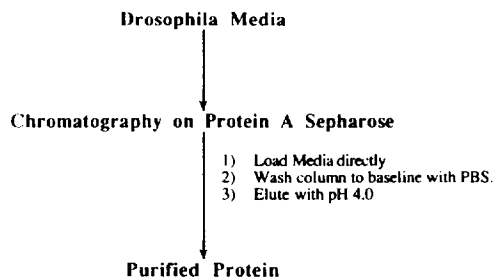 Drosophila Media
Chromatography on Protein A Sepharose
1) Load Media directly
2) Wash column to baseline with PBS.
3) Elute with pH 4.0
Purified Protein